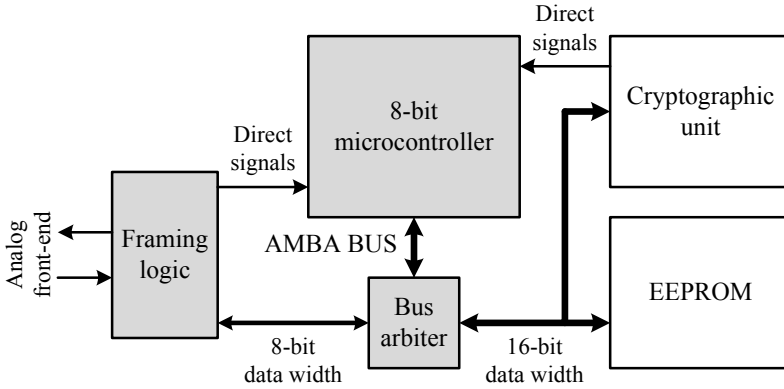 Direct
signals
8-bit
microcontroller
Cryptographic
unit
Direct
signals
Analog
front-end
Framing
logic
AMBA BUS
Bus
arbiter
EEPROM
8-bit
data width
16-bit
data width